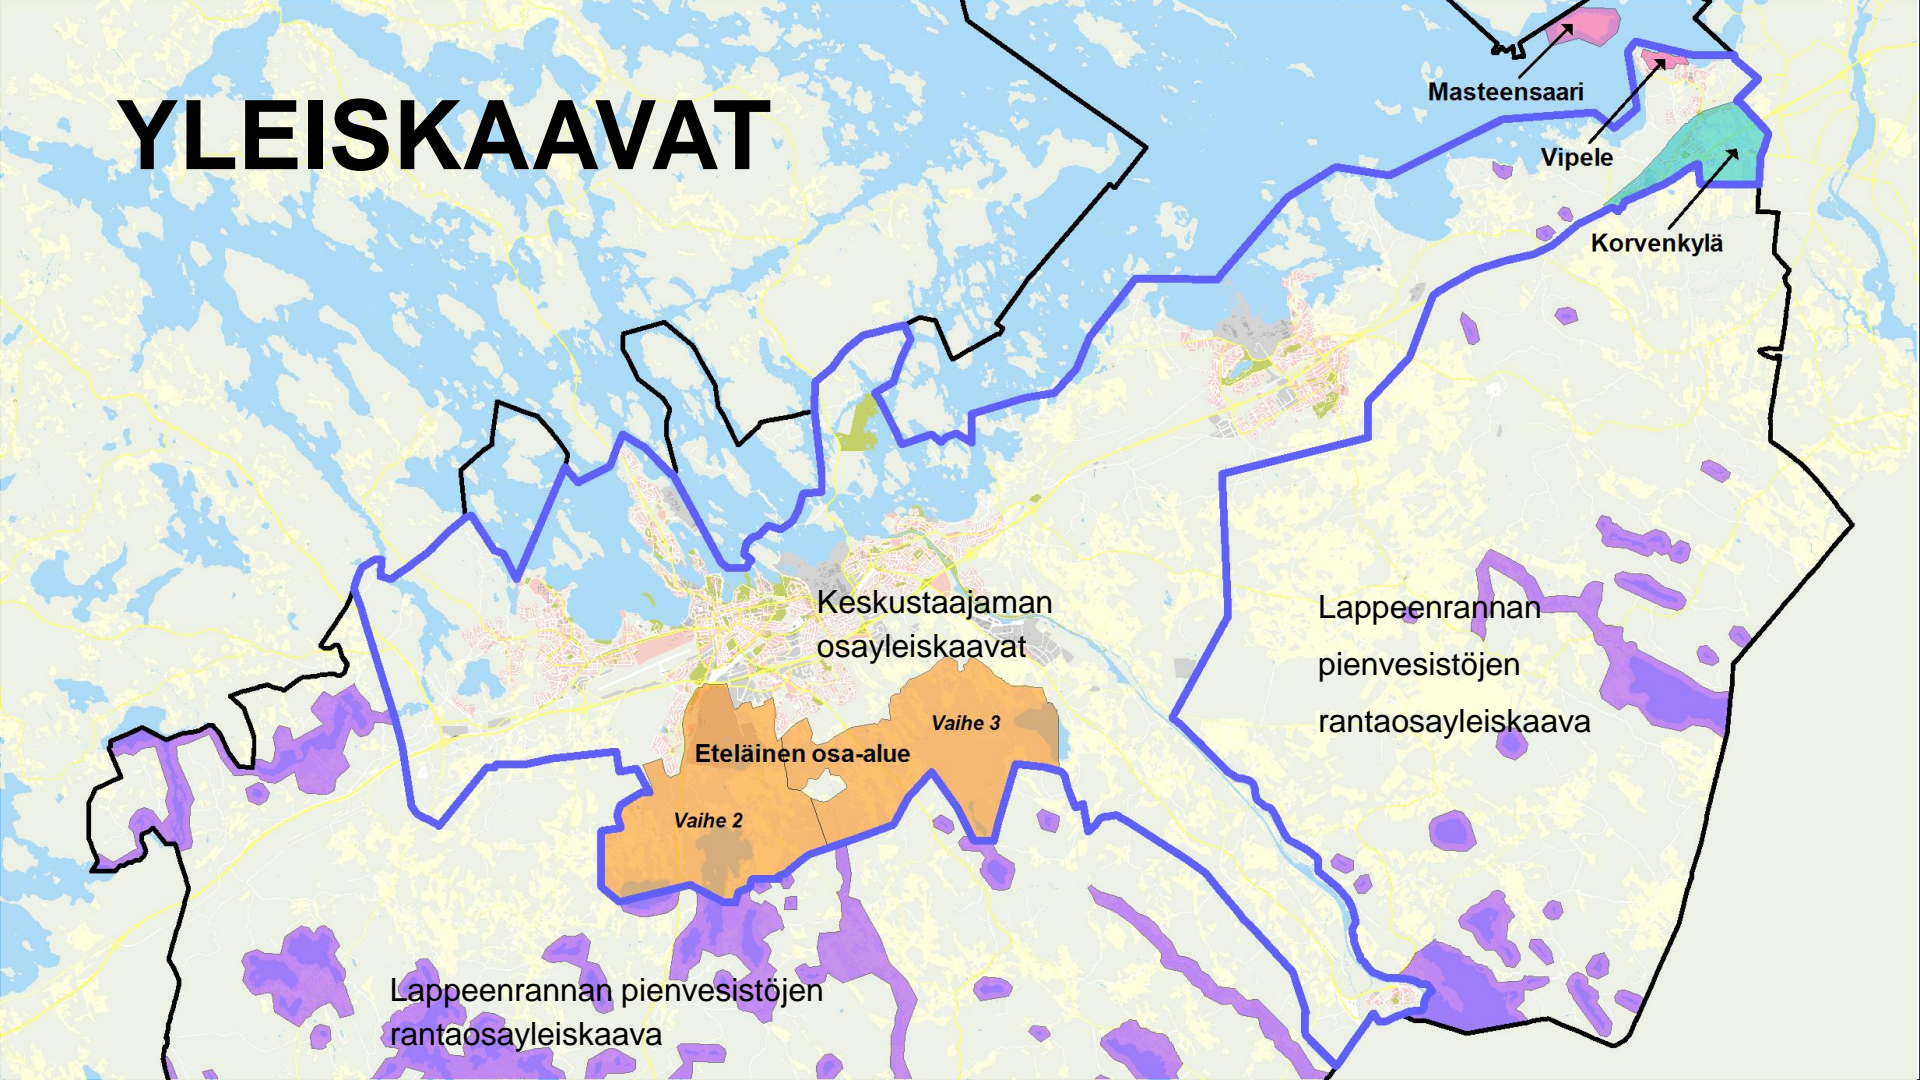 YLEISKAAVAT
Masteensaari
Vipele
Korvenkylä
Keskustaajaman
osayleiskaavat
Lappeenrannan
pienvesistöjen
rantaosayleiskaava
Vaihe 3
Eteläinen osa-alue
Vaihe 2
Lappeenrannan pienvesistöjen
rantaosayleiskaava